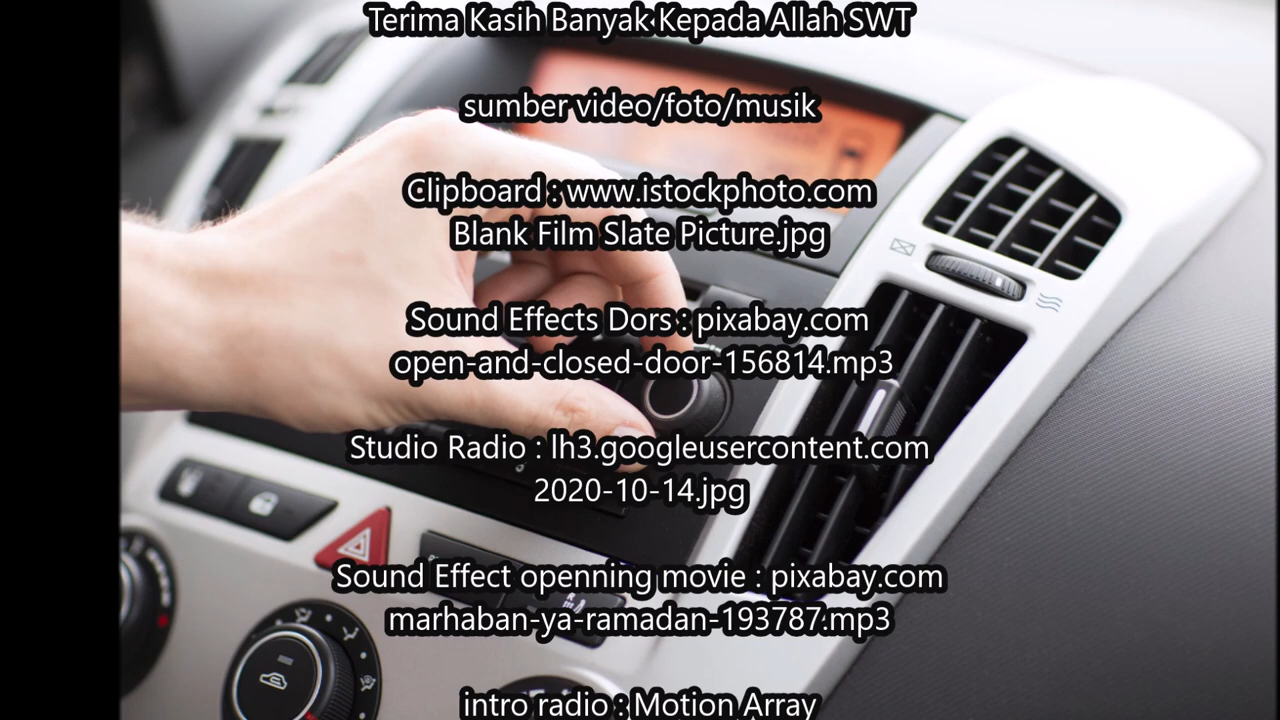 Terima Kasih Banyak Kepada Allah SWT
sumber video/foto/musik
Clipboard : www.istockphoto.com
Blank Film Slate Picture.jpg
Sound Effects Dors : pixabay.com
open-and-closed-door-156814.mp3
Studio Radio : lh3.googleusercontent.com
2020-10-14.jpg
Sound Effect openning movie : pixabay.com
marhaban-ya-ramadan-193787.mp3
intro radio : Motion Array